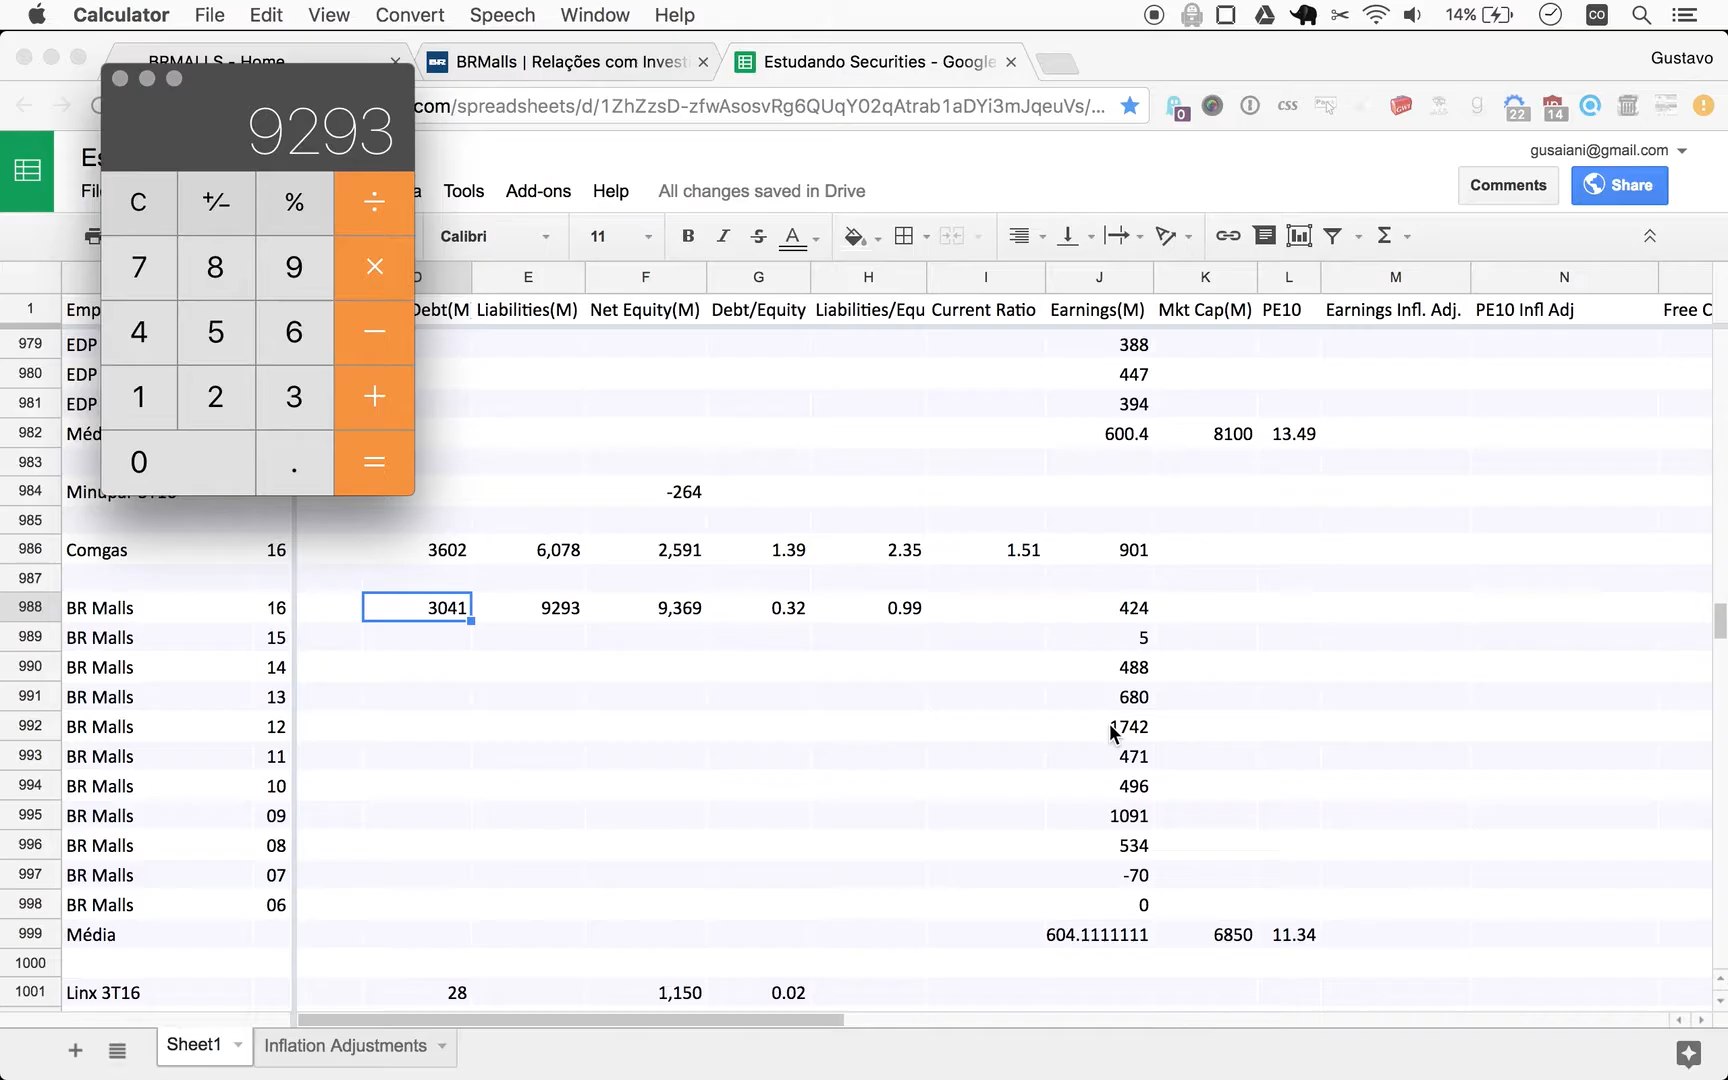 Calculator File Edit View Convert Speech Window Help 14%
BRMALLS - Home BRMalls | Relações com Investi Estudando Securities - Google Gustavo
com/spreadsheets/d/1ZhZzsD-zfwAsosvRg6QUqY02qAtrab1aDYi3mJqeuVs/... 0 css 22 14
9293
gusaiani@gmail.com
Tools Add-ons Help All changes saved in Drive Comments Share
Calibri 11 B I S A
C +/− % ÷
7 8 9 ×
4 5 6 −
1 2 3 +
0 . =
D E F G H I J K L M N
1 Emp Debt(M Liabilities(M) Net Equity(M) Debt/Equity Liabilities/Equ Current Ratio Earnings(M) Mkt Cap(M) PE10 Earnings Infl. Adj. PE10 Infl Adj Free C
979 EDP 388
980 EDP 447
981 EDP 394
982 Méd 600.4 8100 13.49
983
984 -264
985
986 Comgas 16 3602 6,078 2,591 1.39 2.35 1.51 901
987
988 BR Malls 16 3041 9293 9,369 0.32 0.99 424
989 BR Malls 15 5
990 BR Malls 14 488
991 BR Malls 13 680
992 BR Malls 12 1742
993 BR Malls 11 471
994 BR Malls 10 496
995 BR Malls 09 1091
996 BR Malls 08 534
997 BR Malls 07 -70
998 BR Malls 06 0
999 Média 604.1111111 6850 11.34
1000
1001 Linx 3T16 28 1,150 0.02
Sheet1 Inflation Adjustments